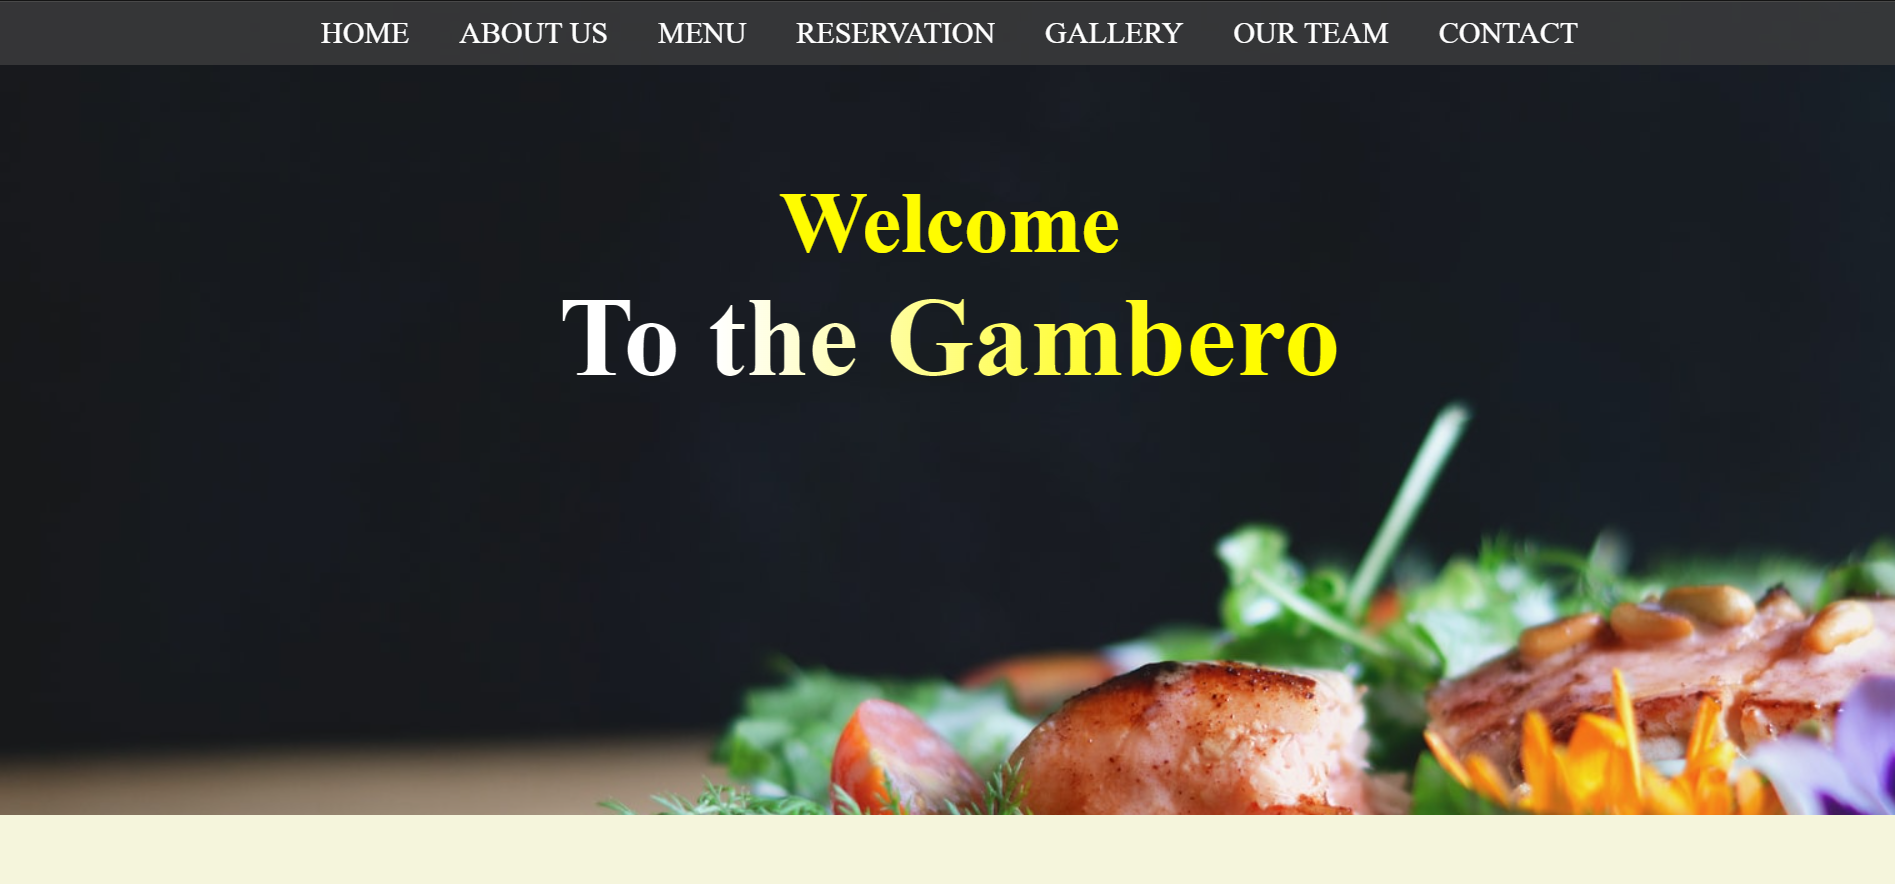 HOME ABOUT US MENU RESERVATION GALLERY OUR TEAM CONTACT
Welcome
To the Gambero